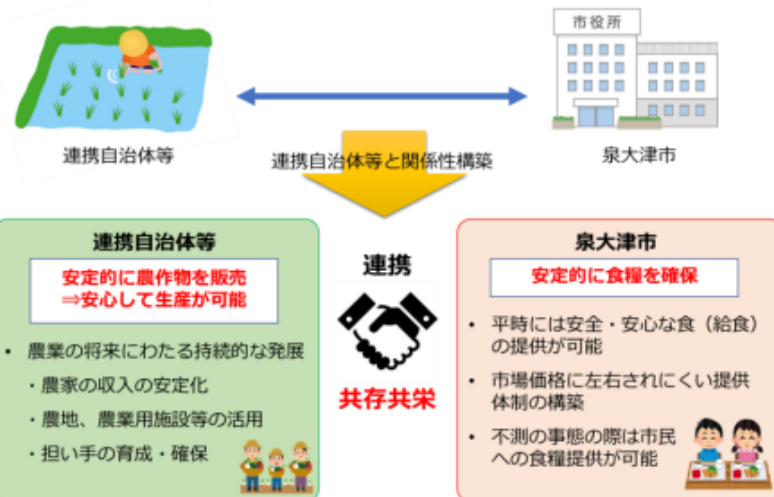 市役所
連携自治体等
泉大津市
連携自治体等と関係性構築
連携自治体等
安定的に農作物を販売
⇒安心して生産が可能
• 農業の将来にわたる持続的な発展
・農家の収入の安定化
・農地、農業用施設等の活用
・担い手の育成・確保
連携
共存共栄
泉大津市
安定的に食糧を確保
• 平時には安全・安心な食（給食）
の提供が可能
• 市場価格に左右されにくい提供
体制の構築
• 不測の事態の際は市民
への食糧提供が可能